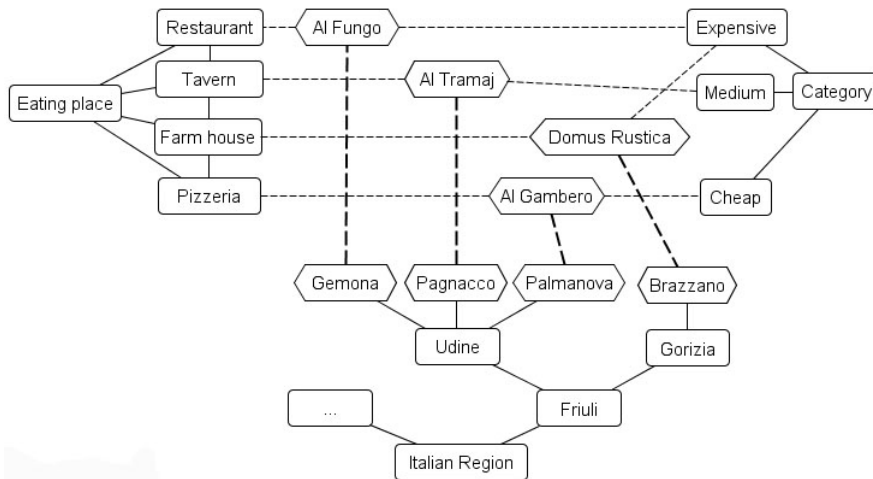 Restaurant
Al Fungo
Expensive
Tavern
Al Tramaj
Medium
Category
Eating place
Farm house
Domus Rustica
Pizzeria
Al Gambero
Cheap
Gemona
Pagnacco
Palmanova
Brazzano
Udine
Gorizia
...
Friuli
Italian Region